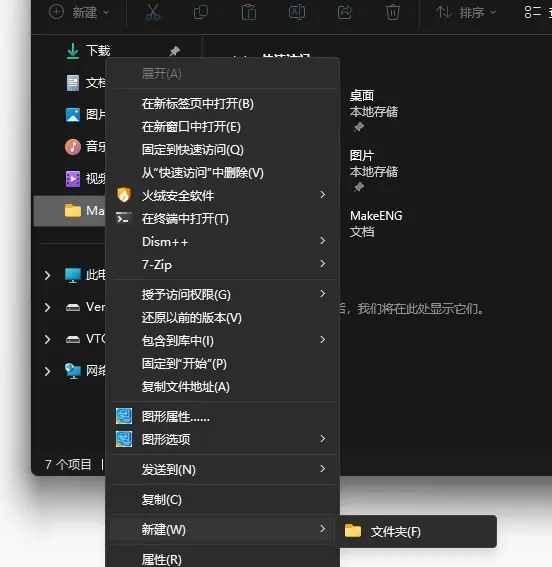 新建
排序
下载
文档
图片
音乐
视频
Ma
此电
Ver
VTC
网络
7 个项目
桌面
本地存储
图片
本地存储
MakeENG
文档
后，我们将在此处显示它们。
展开(A)
在新标签页中打开(B)
在新窗口中打开(E)
固定到快速访问(Q)
从"快速访问"中删除(V)
火绒安全软件
在终端中打开(T)
Dism++
7-Zip
授予访问权限(G)
还原以前的版本(V)
包含到库中(I)
固定到"开始"(P)
复制文件地址(A)
图形属性……
图形选项
发送到(N)
复制(C)
新建(W)
文件夹(F)
属性(R)